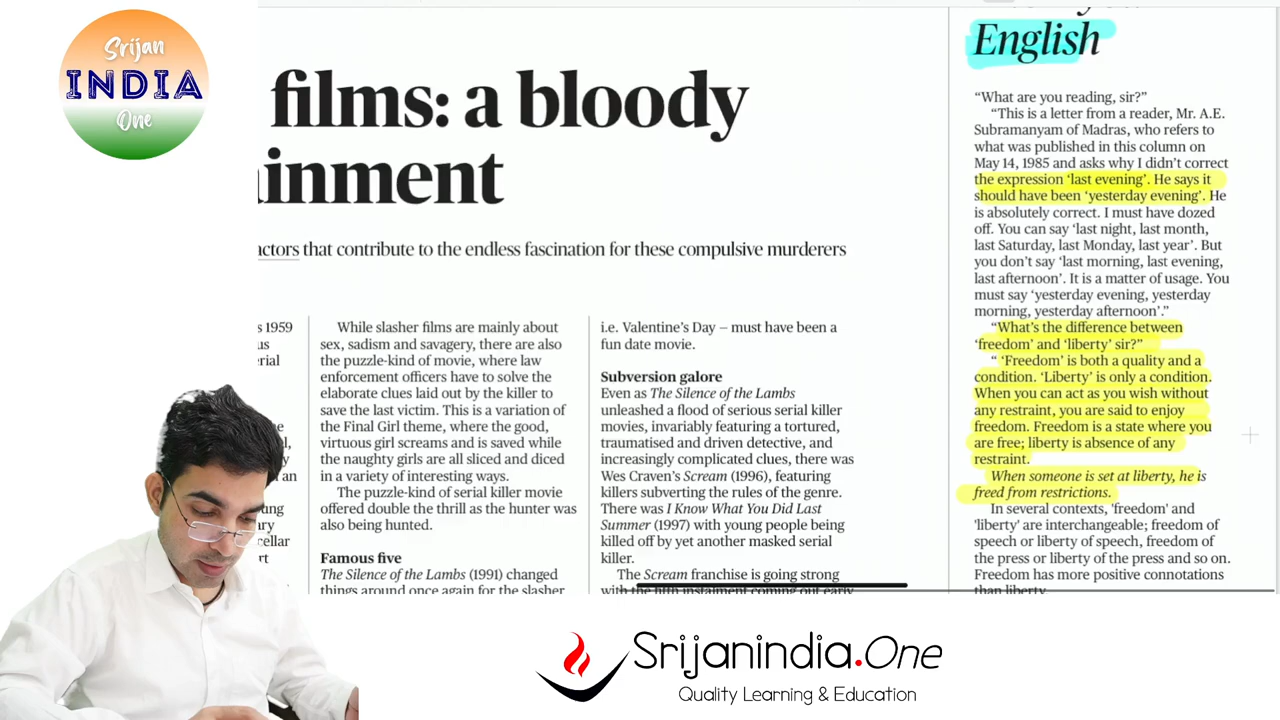 Srijan
INDIA
One
films: a bloody
inment
actors that contribute to the endless fascination for these compulsive murderers
s 1959
us
rial
e
l,
y
an
ung
ry
cellar
rt
While slasher films are mainly about
sex, sadism and savagery, there are also
the puzzle-kind of movie, where law
enforcement officers have to solve the
elaborate clues laid out by the killer to
save the last victim. This is a variation of
the Final Girl theme, where the good,
virtuous girl screams and is saved while
the naughty girls are all sliced and diced
in a variety of interesting ways.
The puzzle-kind of serial killer movie
offered double the thrill as the hunter was
also being hunted.
Famous five
The Silence of the Lambs (1991) changed
things around once again for the slasher
i.e. Valentine's Day – must have been a
fun date movie.
Subversion galore
Even as The Silence of the Lambs
unleashed a flood of serious serial killer
movies, invariably featuring a tortured,
traumatised and driven detective, and
increasingly complicated clues, there was
Wes Craven's Scream (1996), featuring
killers subverting the rules of the genre.
There was I Know What You Did Last
Summer (1997) with young people being
killed off by yet another masked serial
killer.
The Scream franchise is going strong
with the fifth instalment coming out early
English
“What are you reading, sir?”
“This is a letter from a reader, Mr. A.E.
Subramanyam of Madras, who refers to
what was published in this column on
May 14, 1985 and asks why I didn't correct
the expression ‘last evening’. He says it
should have been ‘yesterday evening’. He
is absolutely correct. I must have dozed
off. You can say ‘last night, last month,
last Saturday, last Monday, last year’. But
you don't say ‘last morning, last evening,
last afternoon’. It is a matter of usage. You
must say ‘yesterday evening, yesterday
morning, yesterday afternoon’.”
“What's the difference between
‘freedom’ and ‘liberty’ sir?”
“ ‘Freedom’ is both a quality and a
condition. ‘Liberty’ is only a condition.
When you can act as you wish without
any restraint, you are said to enjoy
freedom. Freedom is a state where you
are free; liberty is absence of any
restraint.
When someone is set at liberty, he is
freed from restrictions.
In several contexts, 'freedom' and
'liberty' are interchangeable; freedom of
speech or liberty of speech, freedom of
the press or liberty of the press and so on.
Freedom has more positive connotations
than liberty.
Srijanindia.One
Quality Learning & Education